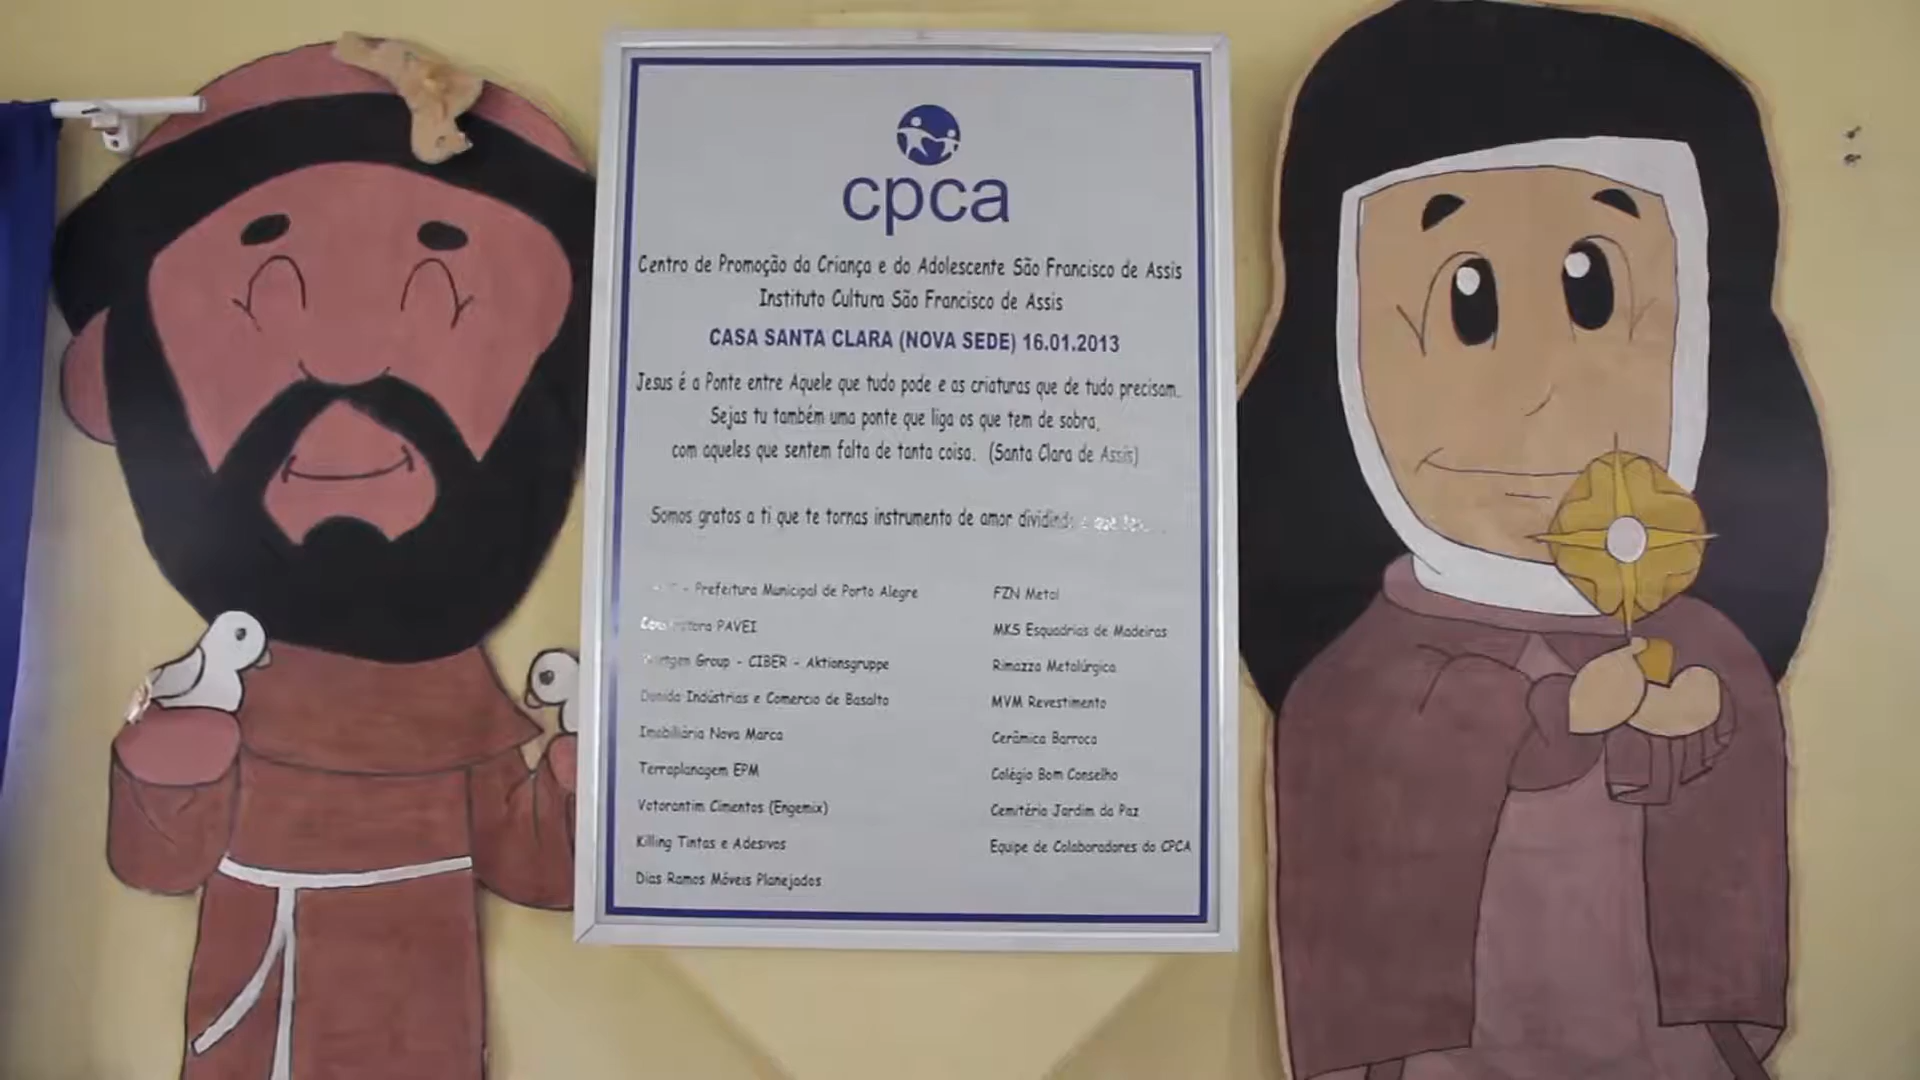 cpca
Centro de Promoção da Criança e do Adolescente São Francisco de Assis
Instituto Cultura São Francisco de Assis
CASA SANTA CLARA (NOVA SEDE) 16.01.2013
Jesus é a Ponte entre Aquele que tudo pode e as criaturas que de tudo precisam.
Sejas tu também uma ponte que liga os que tem de sobra,
com aqueles que sentem falta de tanta coisa. (Santa Clara de Assis)
Somos gratos a ti que te tornas instrumento de amor dividindo o que
- Prefeitura Municipal de Porto Alegre
Construtora PAVEI
Group - CIBER - Aktionsgruppe
Indústrias e Comercio de Basalto
Imobiliária Nova Marca
Terraplanagem EPM
Votorantim Cimentos (Engemix)
Killing Tintas e Adesivos
Dias Ramos Móveis Planejados
FZN Metal
MKS Esquadrias de Madeiras
Rimazza Metalúrgica
MVM Revestimento
Cerâmica Barroca
Colégio Bom Conselho
Cemitério Jardim da Paz
Equipe de Colaboradores do CPCA